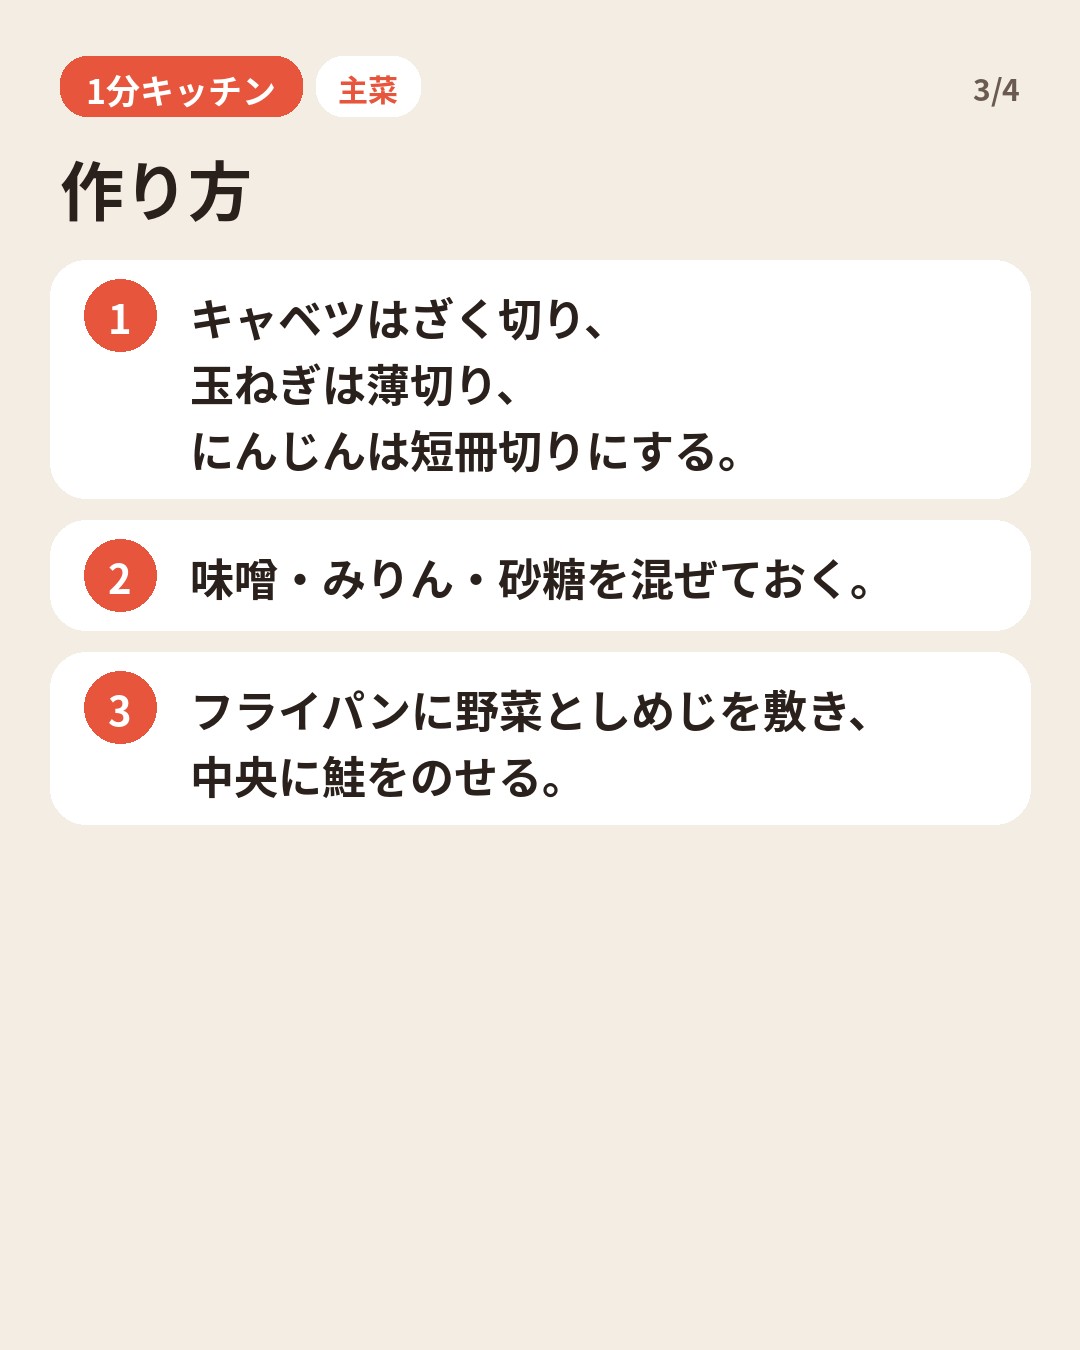 1分キッチン 主菜 3/4
作り方
1 キャベツはざく切り、
玉ねぎは薄切り、
にんじんは短冊切りにする。
2 味噌・みりん・砂糖を混ぜておく。
3 フライパンに野菜としめじを敷き、
中央に鮭をのせる。